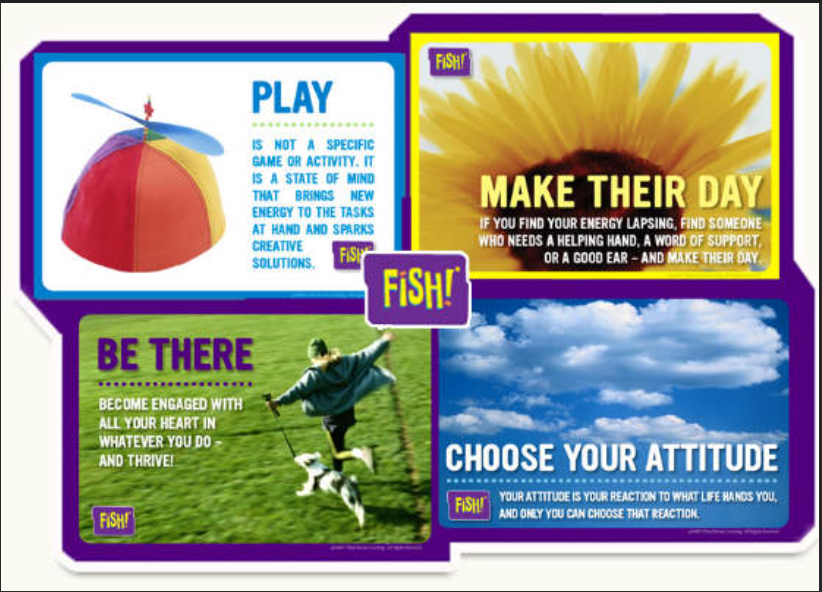 PLAY
IS NOT A SPECIFIC
GAME OR ACTIVITY. IT
IS A STATE OF MIND
THAT BRINGS NEW
ENERGY TO THE TASKS
AT HAND AND SPARKS
CREATIVE
SOLUTIONS.
FiSH!
FiSH!
MAKE THEIR DAY
IF YOU FIND YOUR ENERGY LAPSING, FIND SOMEONE
WHO NEEDS A HELPING HAND, A WORD OF SUPPORT,
OR A GOOD EAR – AND MAKE THEIR DAY.
FiSH!
BE THERE
BECOME ENGAGED WITH
ALL YOUR HEART IN
WHATEVER YOU DO –
AND THRIVE!
FiSH!
CHOOSE YOUR ATTITUDE
FiSH!
YOUR ATTITUDE IS YOUR REACTION TO WHAT LIFE HANDS YOU,
AND ONLY YOU CAN CHOOSE THAT REACTION.